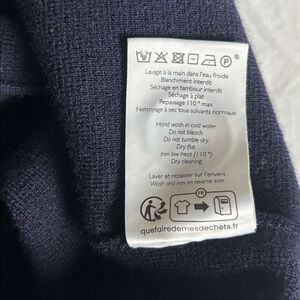 P ®
Lavage à la main dans l'eau froide
Blanchiment interdit
Séchage en tambour interdit
Séchage à plat
Repassage 110 ° max
Nettoyage à sec tous solvants normaux
Hand wash in cold water
Do not bleach
Do not tumble dry
Dry flat
Iron low heat (110 °)
Dry cleaning
Laver et repasser sur l'envers
Wash and iron on reverse side
FR
quefairedemesdechets.fr